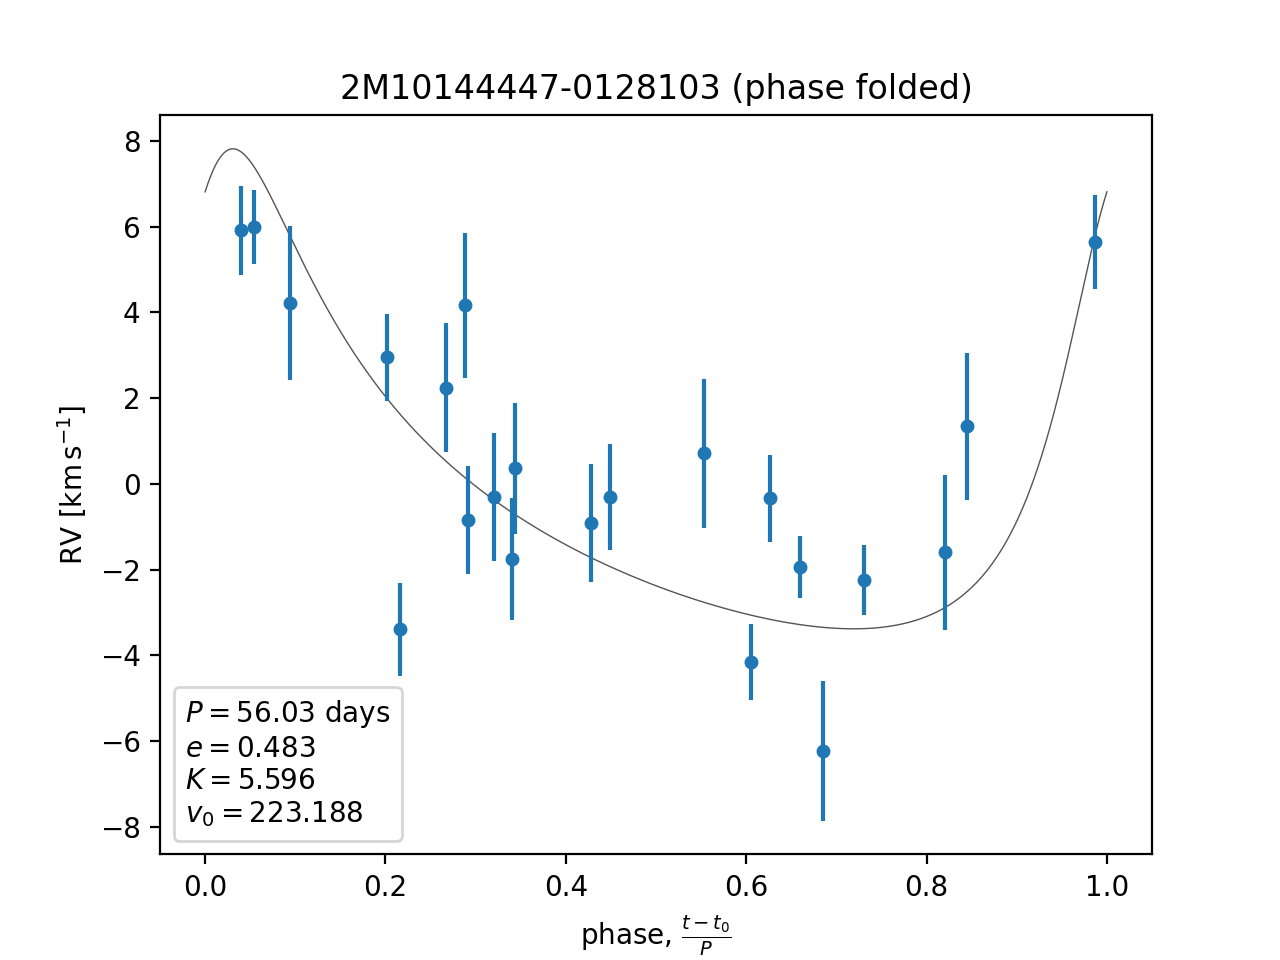 2M10144447-0128103 (phase folded)
RV [km s⁻¹]
8
6
4
2
0
−2
−4
−6
−8
P = 56.03 days
e = 0.483
K = 5.596
v₀ = 223.188
0.0 0.2 0.4 0.6 0.8 1.0
phase, (t − t₀)/P